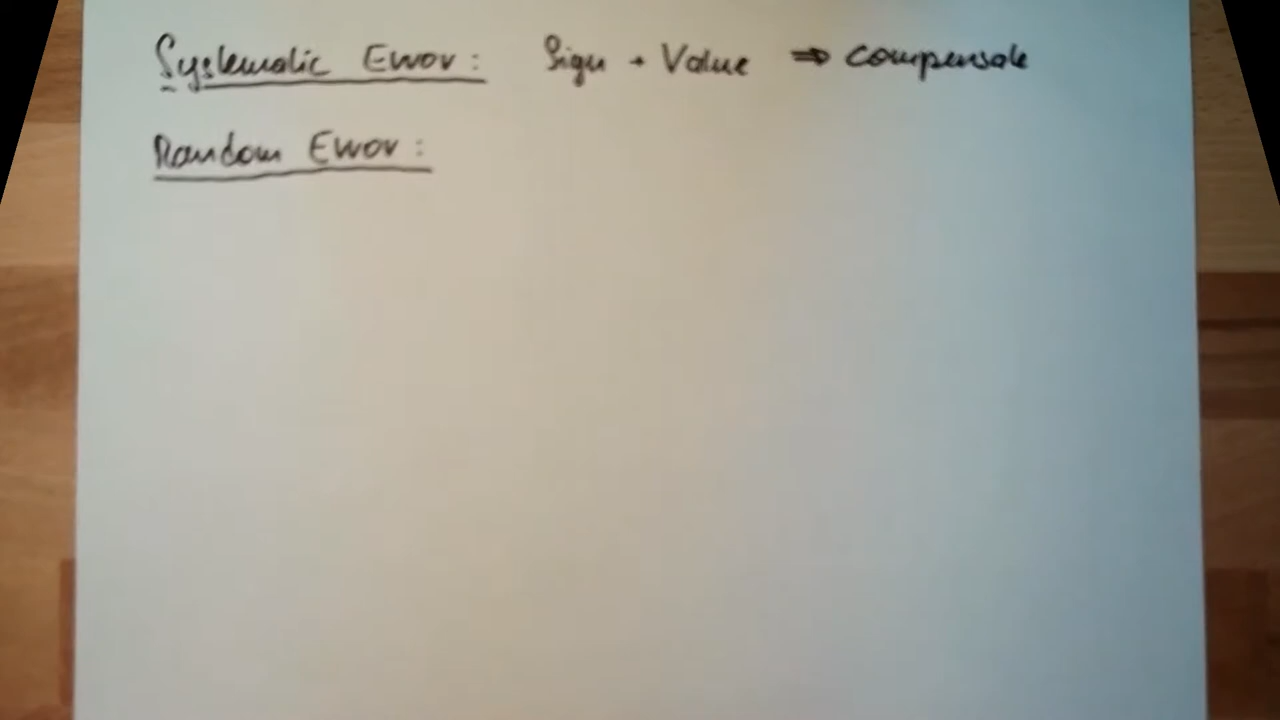 Systematic Error: Sign + Value ⇒ compensate
Random Error: